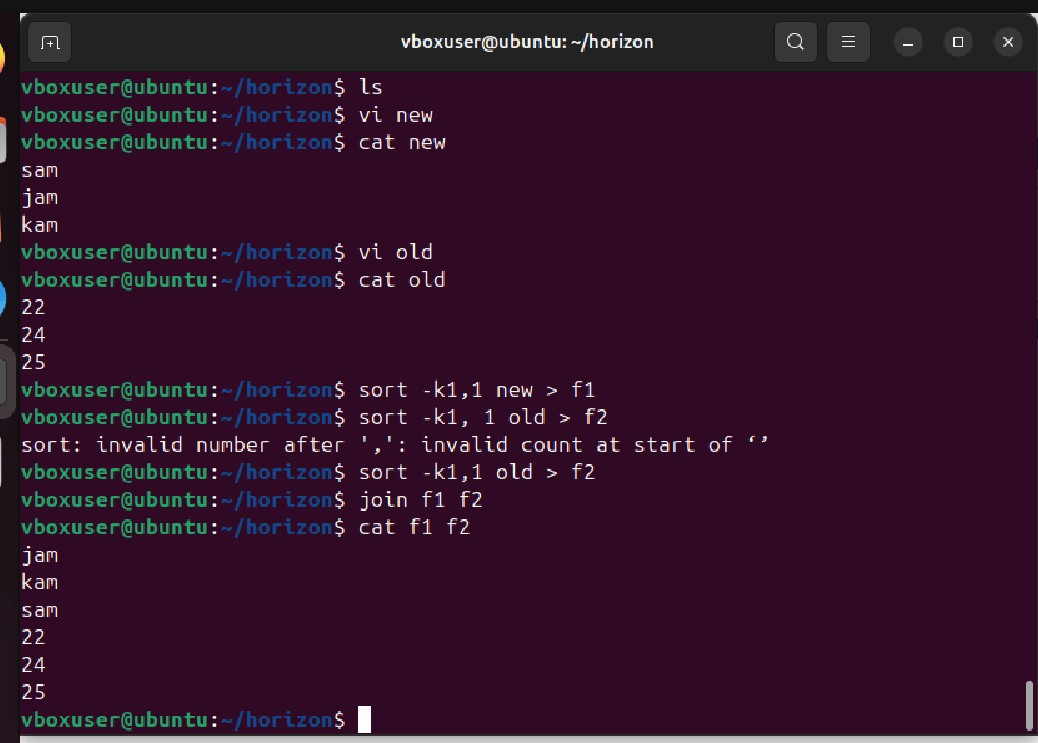 vboxuser@ubuntu: ~/horizon
vboxuser@ubuntu:~/horizon$ ls
vboxuser@ubuntu:~/horizon$ vi new
vboxuser@ubuntu:~/horizon$ cat new
sam
jam
kam
vboxuser@ubuntu:~/horizon$ vi old
vboxuser@ubuntu:~/horizon$ cat old
22
24
25
vboxuser@ubuntu:~/horizon$ sort -k1,1 new > f1
vboxuser@ubuntu:~/horizon$ sort -k1, 1 old > f2
sort: invalid number after ',': invalid count at start of ‘’
vboxuser@ubuntu:~/horizon$ sort -k1,1 old > f2
vboxuser@ubuntu:~/horizon$ join f1 f2
vboxuser@ubuntu:~/horizon$ cat f1 f2
jam
kam
sam
22
24
25
vboxuser@ubuntu:~/horizon$